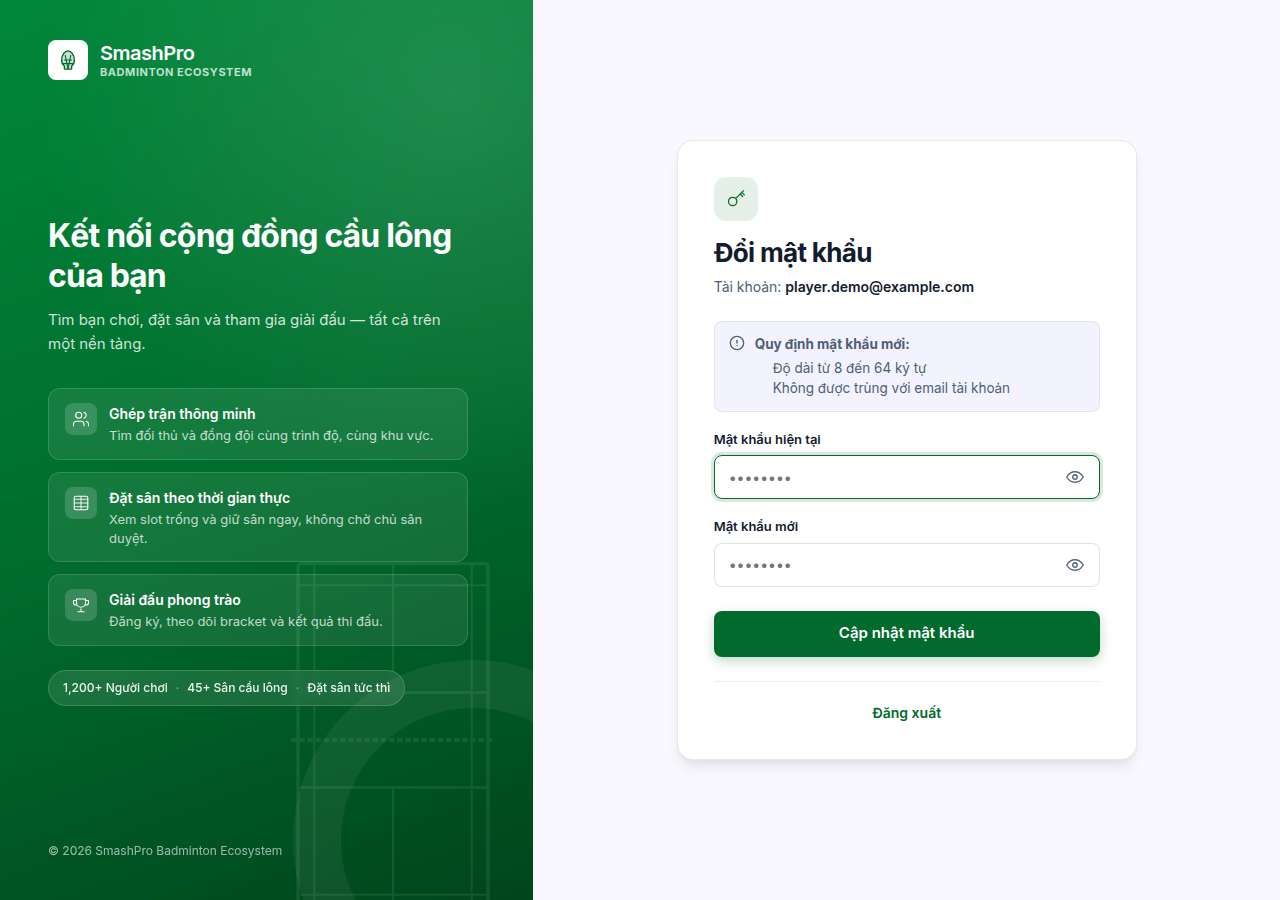 SmashPro
BADMINTON ECOSYSTEM
Kết nối cộng đồng cầu lông
của bạn
Tìm bạn chơi, đặt sân và tham gia giải đấu — tất cả trên
một nền tảng.
Ghép trận thông minh
Tìm đối thủ và đồng đội cùng trình độ, cùng khu vực.
Đặt sân theo thời gian thực
Xem slot trống và giữ sân ngay, không chờ chủ sân
duyệt.
Giải đấu phong trào
Đăng ký, theo dõi bracket và kết quả thi đấu.
1,200+ Người chơi · 45+ Sân cầu lông · Đặt sân tức thì
© 2026 SmashPro Badminton Ecosystem
Đổi mật khẩu
Tài khoản: player.demo@example.com
Quy định mật khẩu mới:
Độ dài từ 8 đến 64 ký tự
Không được trùng với email tài khoản
Mật khẩu hiện tại
••••••••
Mật khẩu mới
••••••••
Cập nhật mật khẩu
Đăng xuất